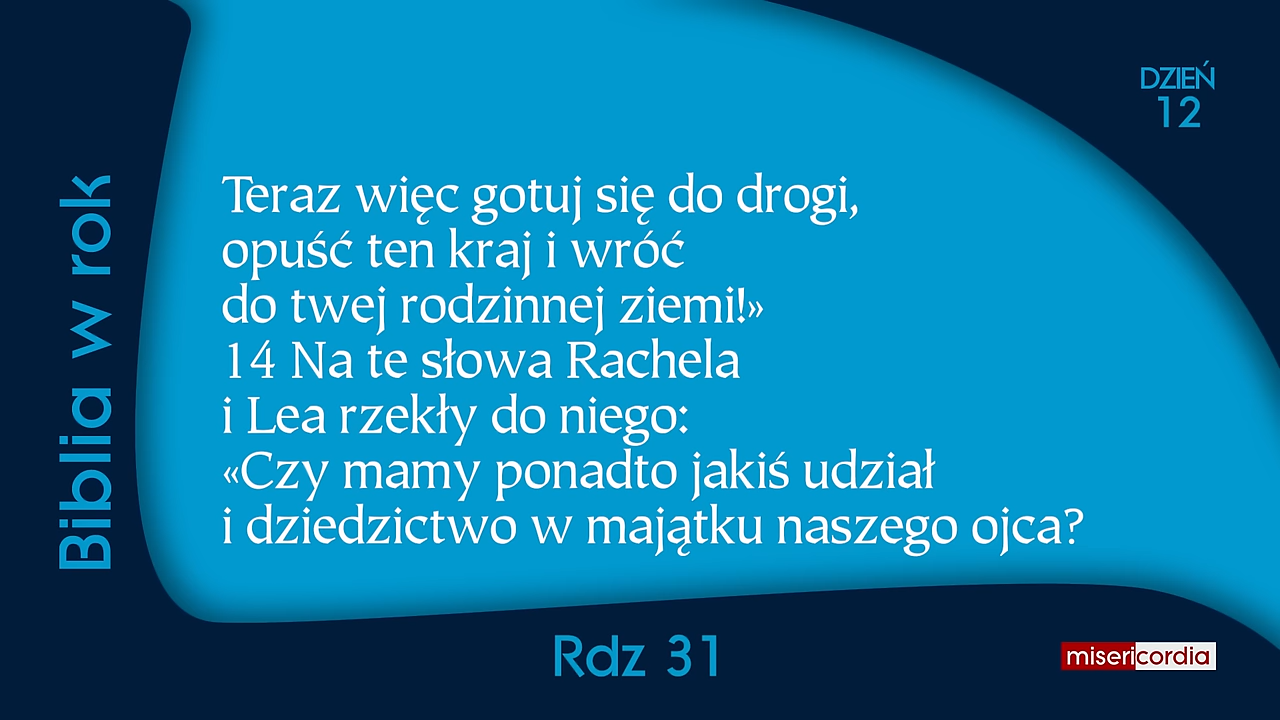 DZIEŃ
12
Biblia w rok
Teraz więc gotuj się do drogi,
opuść ten kraj i wróć
do twej rodzinnej ziemi!»
14 Na te słowa Rachela
i Lea rzekły do niego:
«Czy mamy ponadto jakiś udział
i dziedzictwo w majątku naszego ojca?
Rdz 31
misericordia